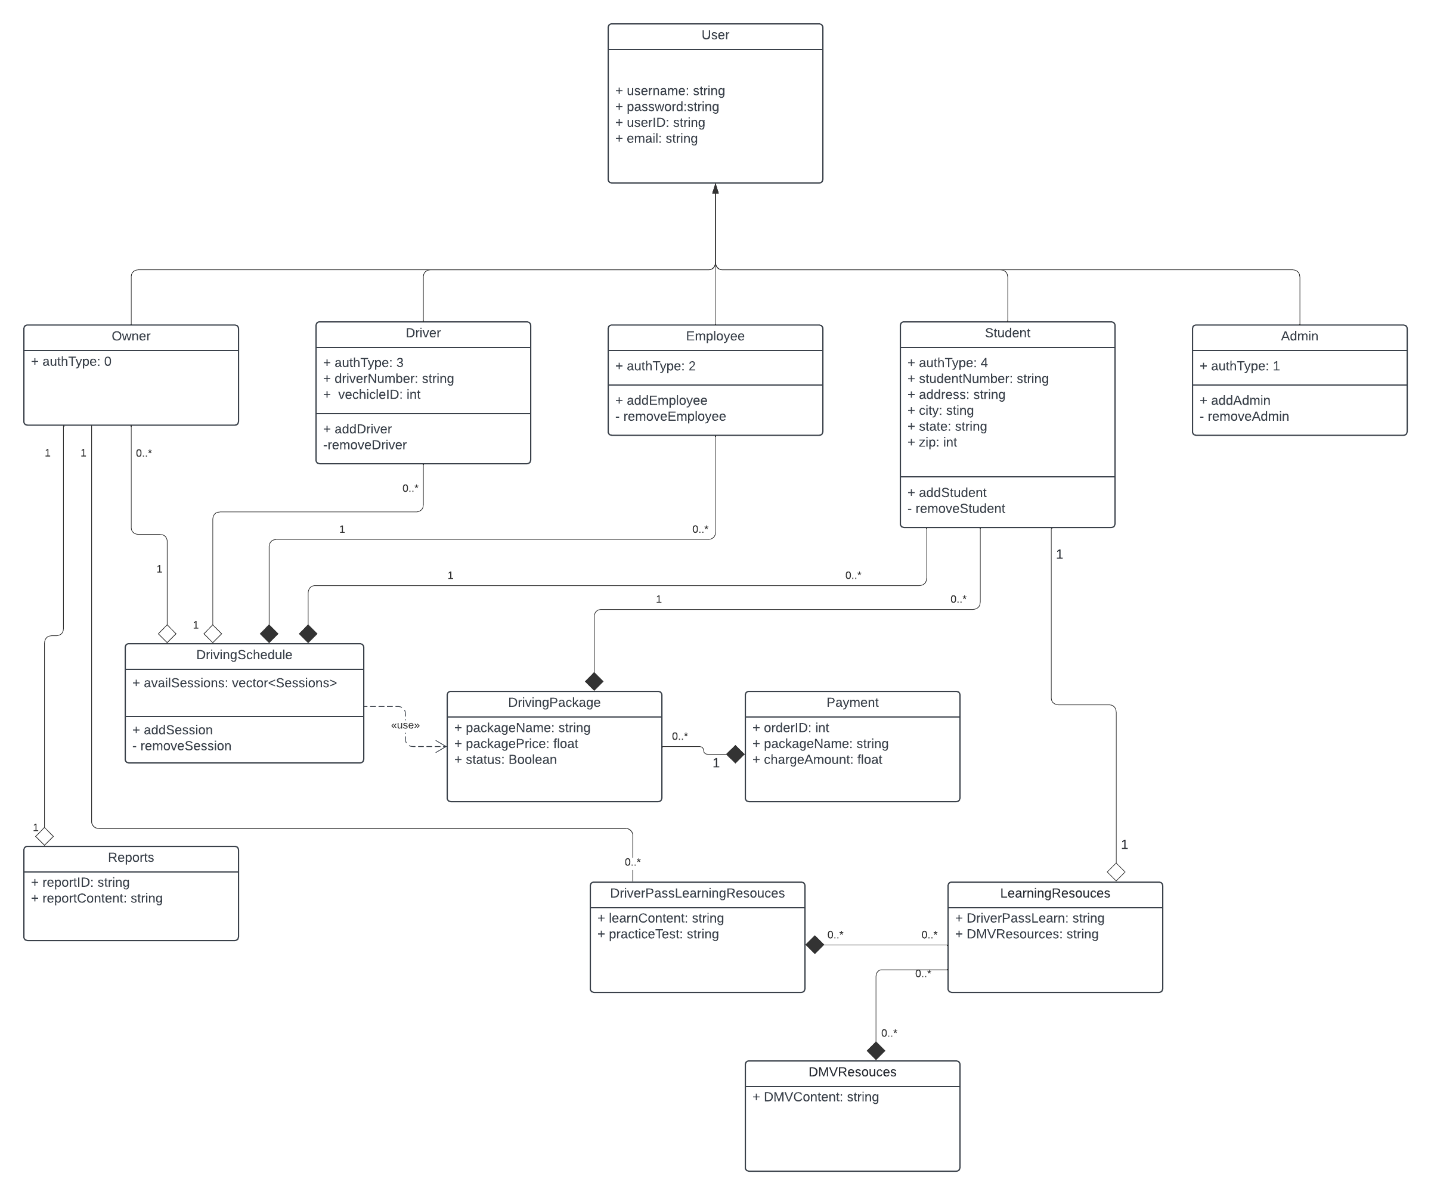 User
+ username: string
+ password:string
+ userID: string
+ email: string
Owner
+ authType: 0
Driver
+ authType: 3
+ driverNumber: string
+ vechicleID: int
+ addDriver
-removeDriver
Employee
+ authType: 2
+ addEmployee
- removeEmployee
Student
+ authType: 4
+ studentNumber: string
+ address: string
+ city: sting
+ state: string
+ zip: int
+ addStudent
- removeStudent
Admin
+ authType: 1
+ addAdmin
- removeAdmin
1
1
0..*
0..*
1
0..*
1
1
1
0..*
1
0..*
1
DrivingSchedule
+ availSessions: vector<Sessions>
+ addSession
- removeSession
«use»
DrivingPackage
+ packageName: string
+ packagePrice: float
+ status: Boolean
0..*
1
Payment
+ orderID: int
+ packageName: string
+ chargeAmount: float
1
Reports
+ reportID: string
+ reportContent: string
0..*
1
DriverPassLearningResouces
+ learnContent: string
+ practiceTest: string
0..*
0..*
LearningResouces
+ DriverPassLearn: string
+ DMVResources: string
0..*
0..*
DMVResouces
+ DMVContent: string